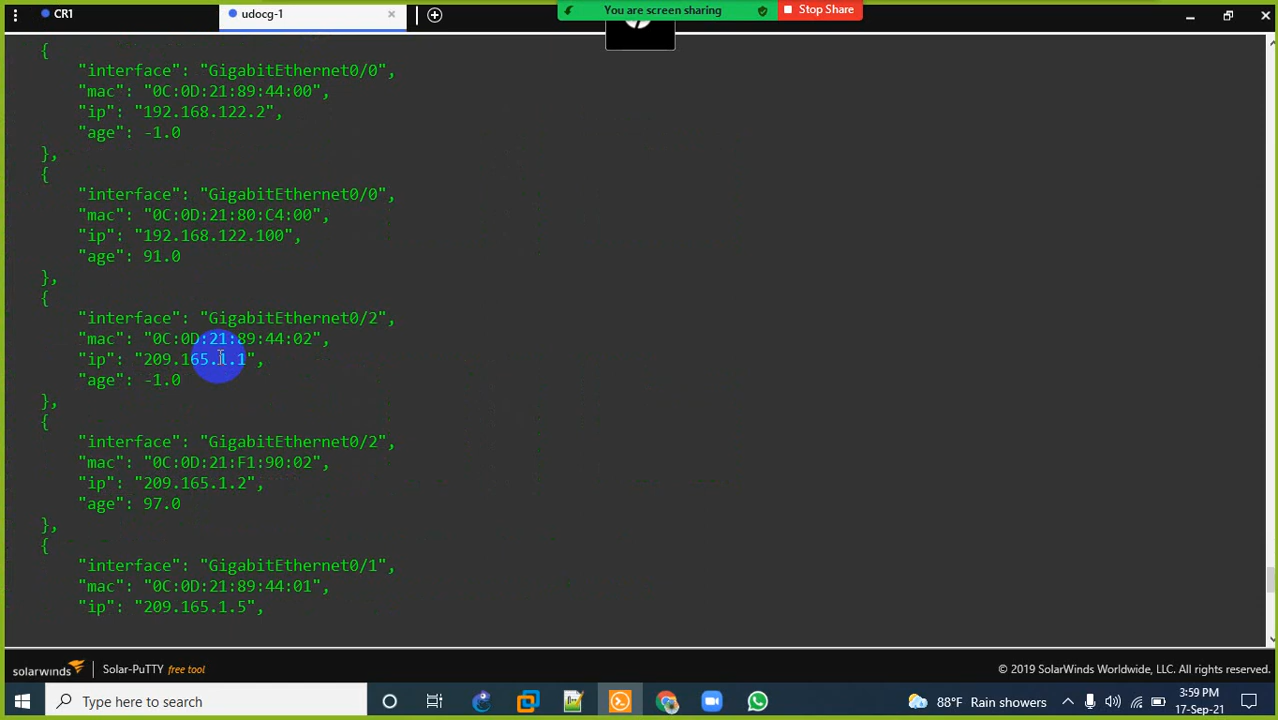 CR1
udocg-1
You are screen sharing
Stop Share
{
"interface": "GigabitEthernet0/0",
"mac": "0C:0D:21:89:44:00",
"ip": "192.168.122.2",
"age": -1.0
},
{
"interface": "GigabitEthernet0/0",
"mac": "0C:0D:21:80:C4:00",
"ip": "192.168.122.100",
"age": 91.0
},
{
"interface": "GigabitEthernet0/2",
"mac": "0C:0D:21:89:44:02",
"ip": "209.165.1.1",
"age": -1.0
},
{
"interface": "GigabitEthernet0/2",
"mac": "0C:0D:21:F1:90:02",
"ip": "209.165.1.2",
"age": 97.0
},
{
"interface": "GigabitEthernet0/1",
"mac": "0C:0D:21:89:44:01",
"ip": "209.165.1.5",
solarwinds Solar-PuTTY free tool
© 2019 SolarWinds Worldwide, LLC. All rights reserved.
Type here to search
88°F Rain showers
3:59 PM
17-Sep-21